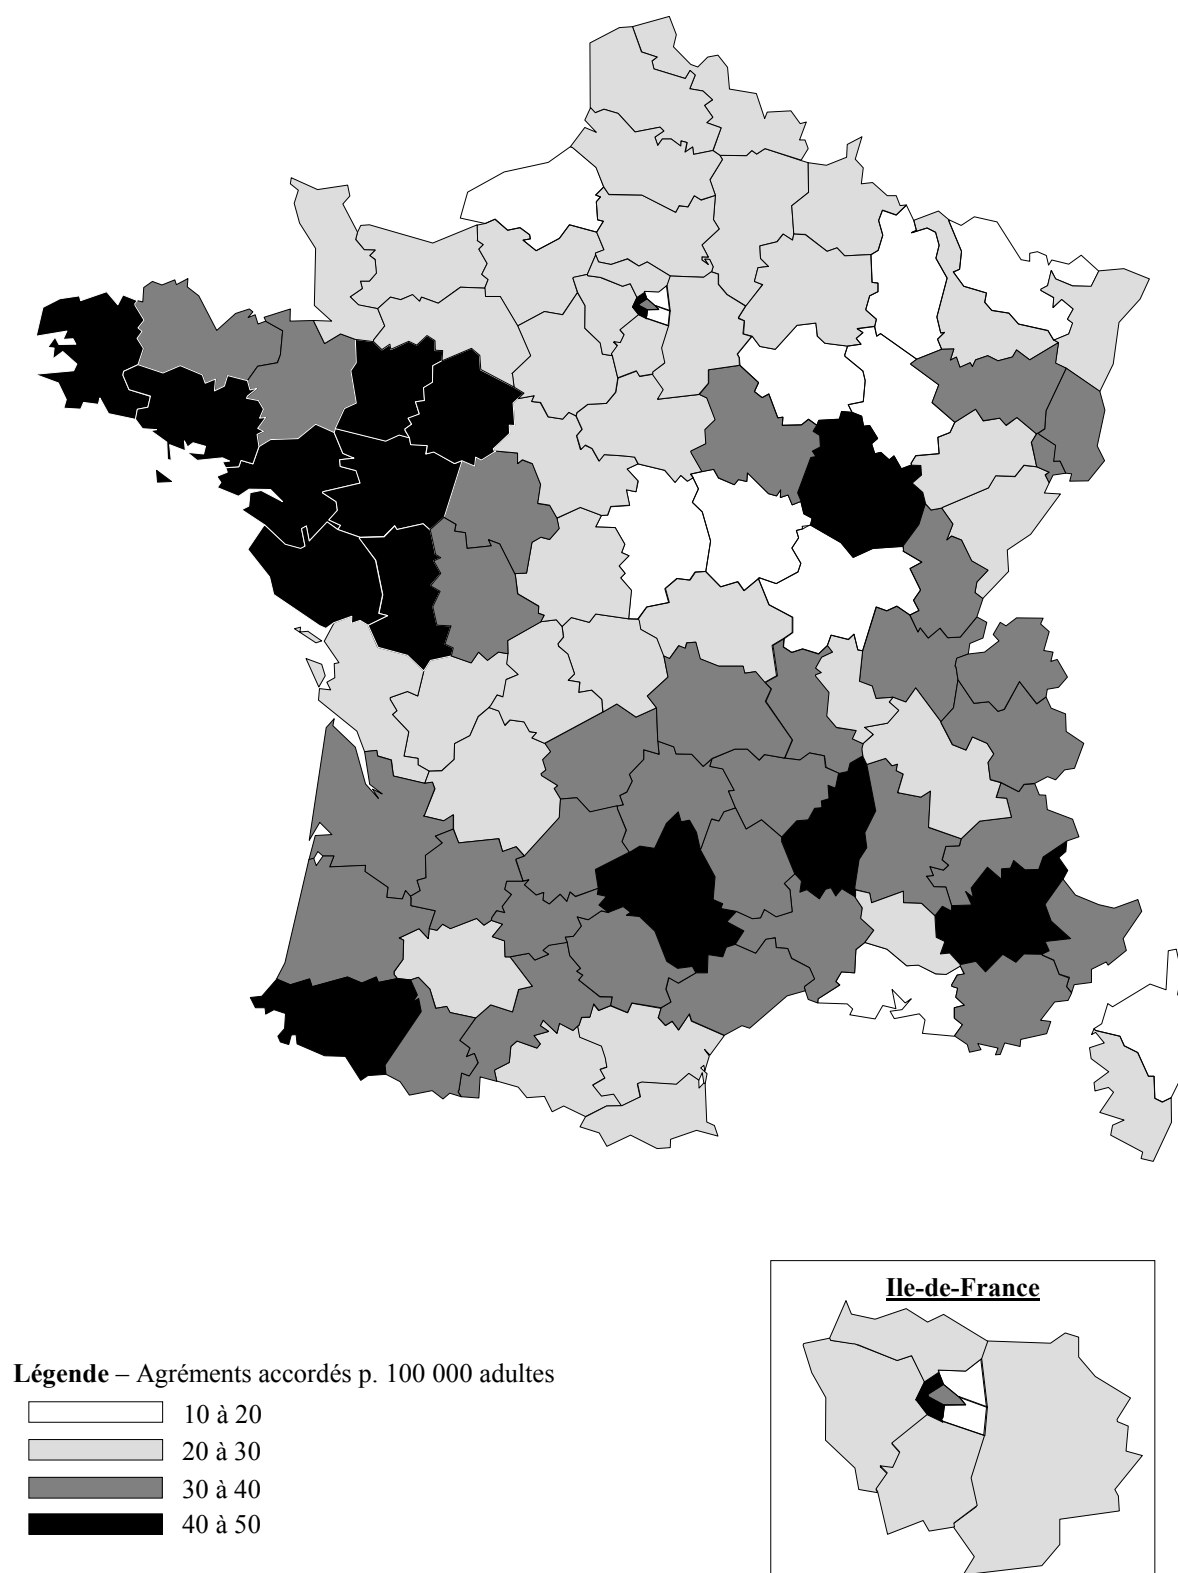 Ile-de-France
Légende – Agréments accordés p. 100 000 adultes
10 à 20
20 à 30
30 à 40
40 à 50